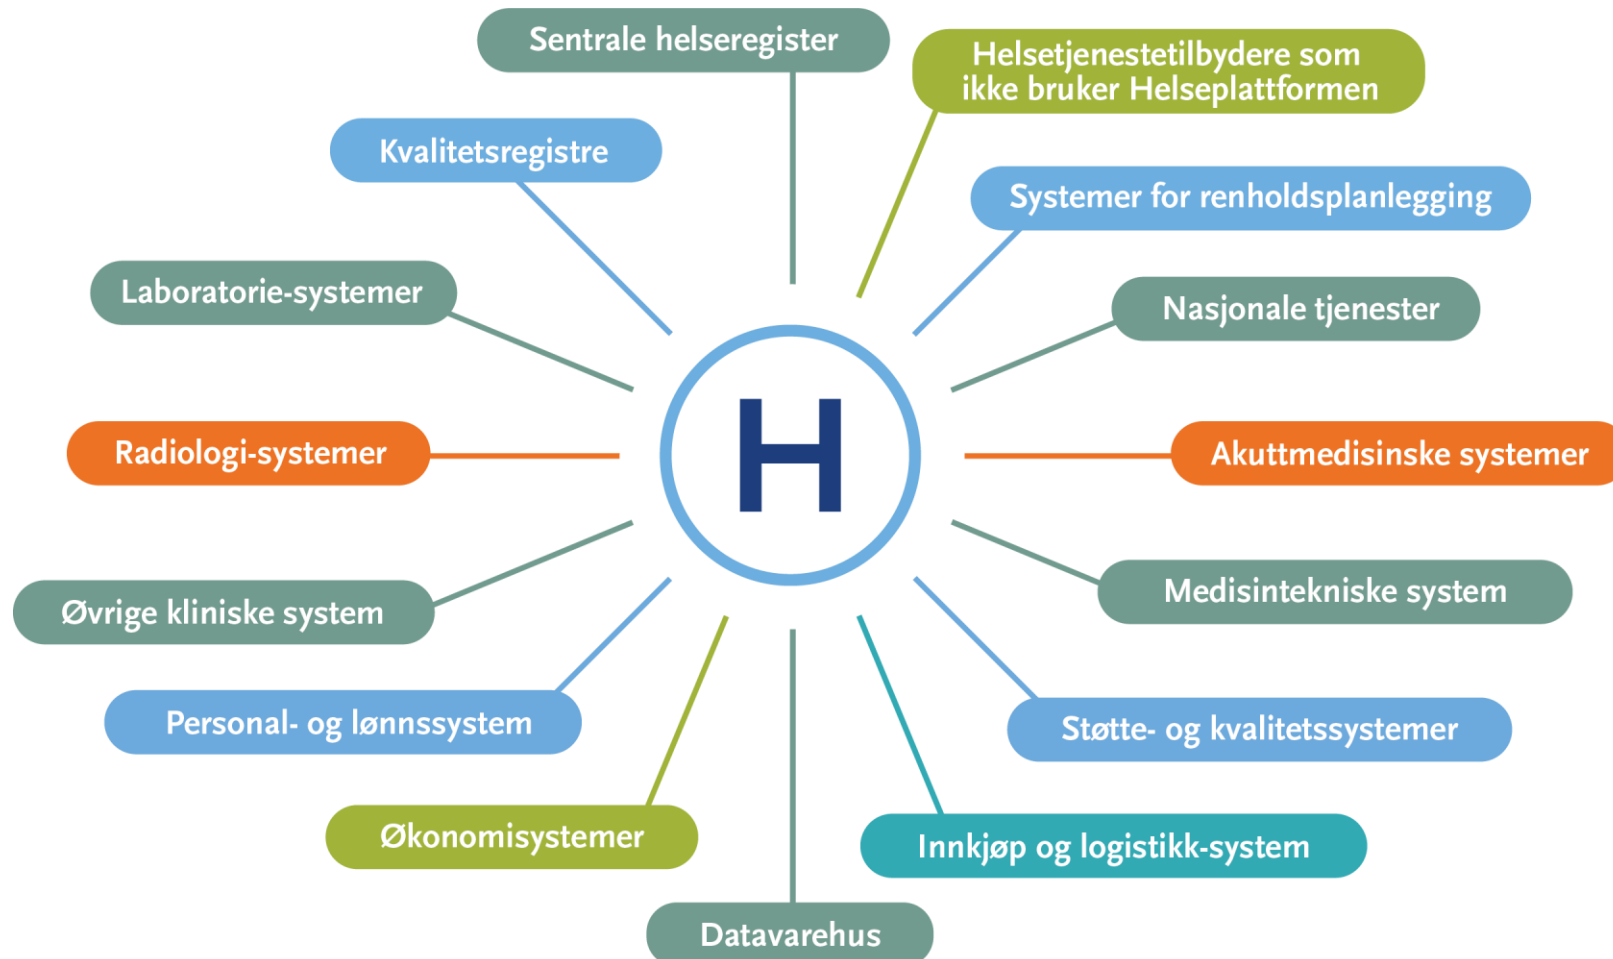 Sentrale helseregister
Helsetjenestetilbydere som
ikke bruker Helseplattformen
Kvalitetsregistre
Systemer for renholdsplanlegging
Laboratorie-systemer
Nasjonale tjenester
H
Radiologi-systemer
Akuttmedisinske systemer
Øvrige kliniske system
Medisintekniske system
Personal- og lønnssystem
Støtte- og kvalitetssystemer
Økonomisystemer
Innkjøp og logistikk-system
Datavarehus